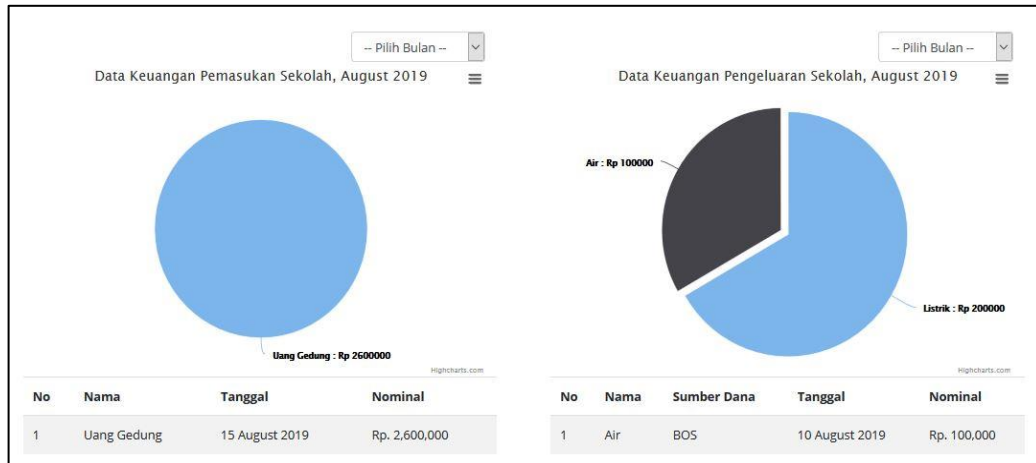 -- Pilih Bulan --
Data Keuangan Pemasukan Sekolah, August 2019
Uang Gedung : Rp 2600000
Highcharts.com
No Nama Tanggal Nominal
1 Uang Gedung 15 August 2019 Rp. 2,600,000
-- Pilih Bulan --
Data Keuangan Pengeluaran Sekolah, August 2019
Air : Rp 100000
Listrik : Rp 200000
Highcharts.com
No Nama Sumber Dana Tanggal Nominal
1 Air BOS 10 August 2019 Rp. 100,000